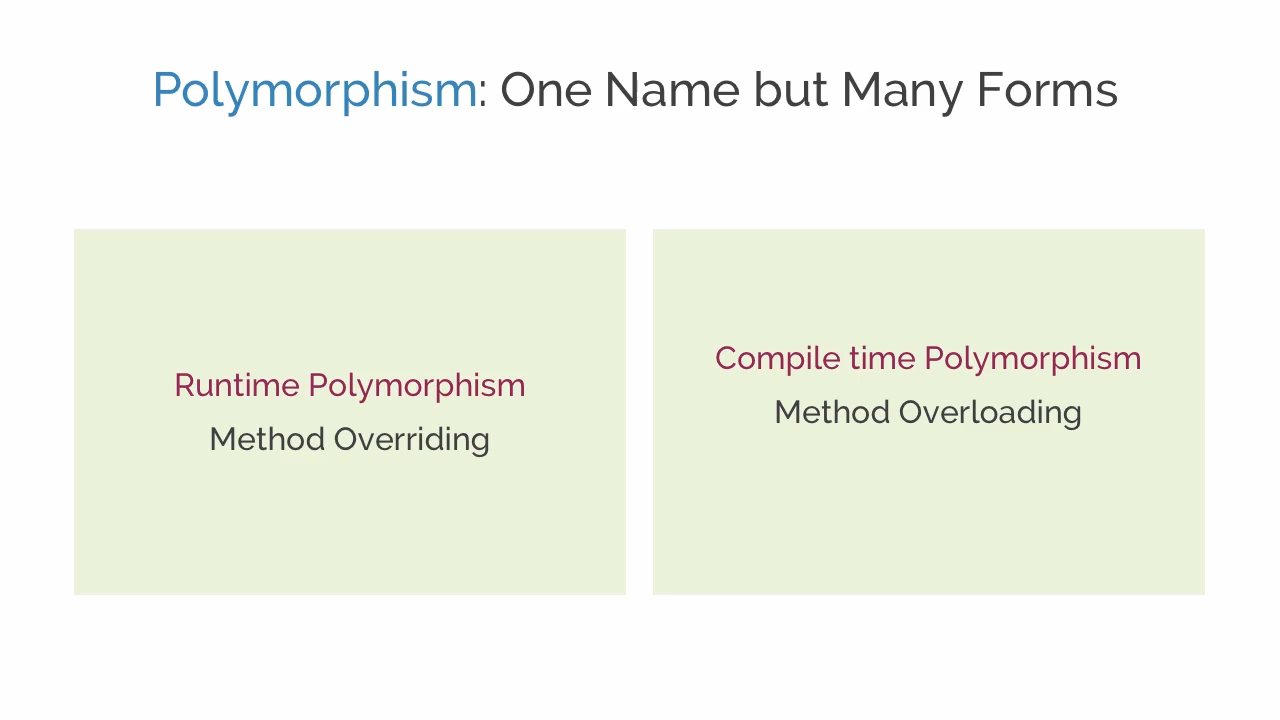 Polymorphism: One Name but Many Forms
Runtime Polymorphism
Method Overriding
Compile time Polymorphism
Method Overloading